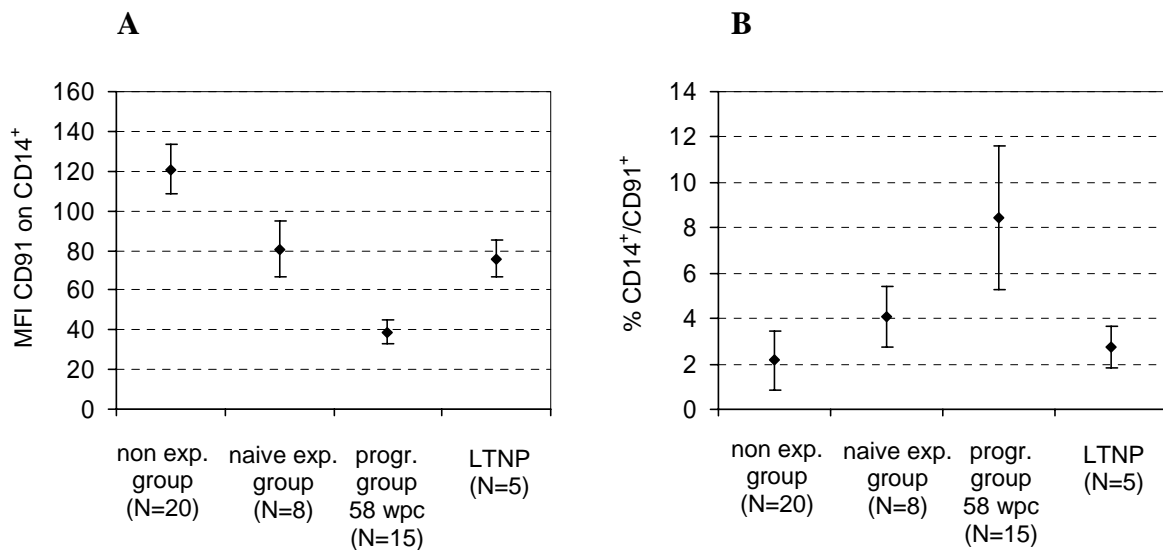 A
MFI CD91 on CD14⁺
160
140
120
100
80
60
40
20
0
non exp.
group
(N=20)
naive exp.
group
(N=8)
progr.
group
58 wpc
(N=15)
LTNP
(N=5)
B
% CD14⁺/CD91⁺
14
12
10
8
6
4
2
0
non exp.
group
(N=20)
naive exp.
group
(N=8)
progr.
group
58 wpc
(N=15)
LTNP
(N=5)